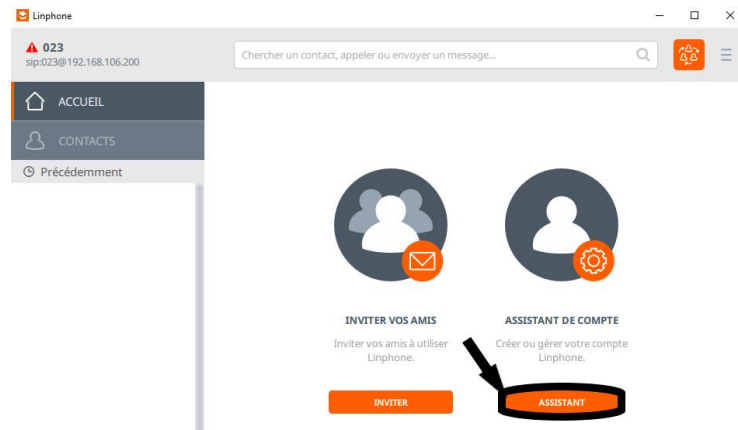 Linphone
023
sip:023@192.168.106.200
Chercher un contact, appeler ou envoyer un message...
ACCUEIL
CONTACTS
Précédemment
INVITER VOS AMIS
Inviter vos amis à utiliser
Linphone.
INVITER
ASSISTANT DE COMPTE
Créer ou gérer votre compte
Linphone.
ASSISTANT